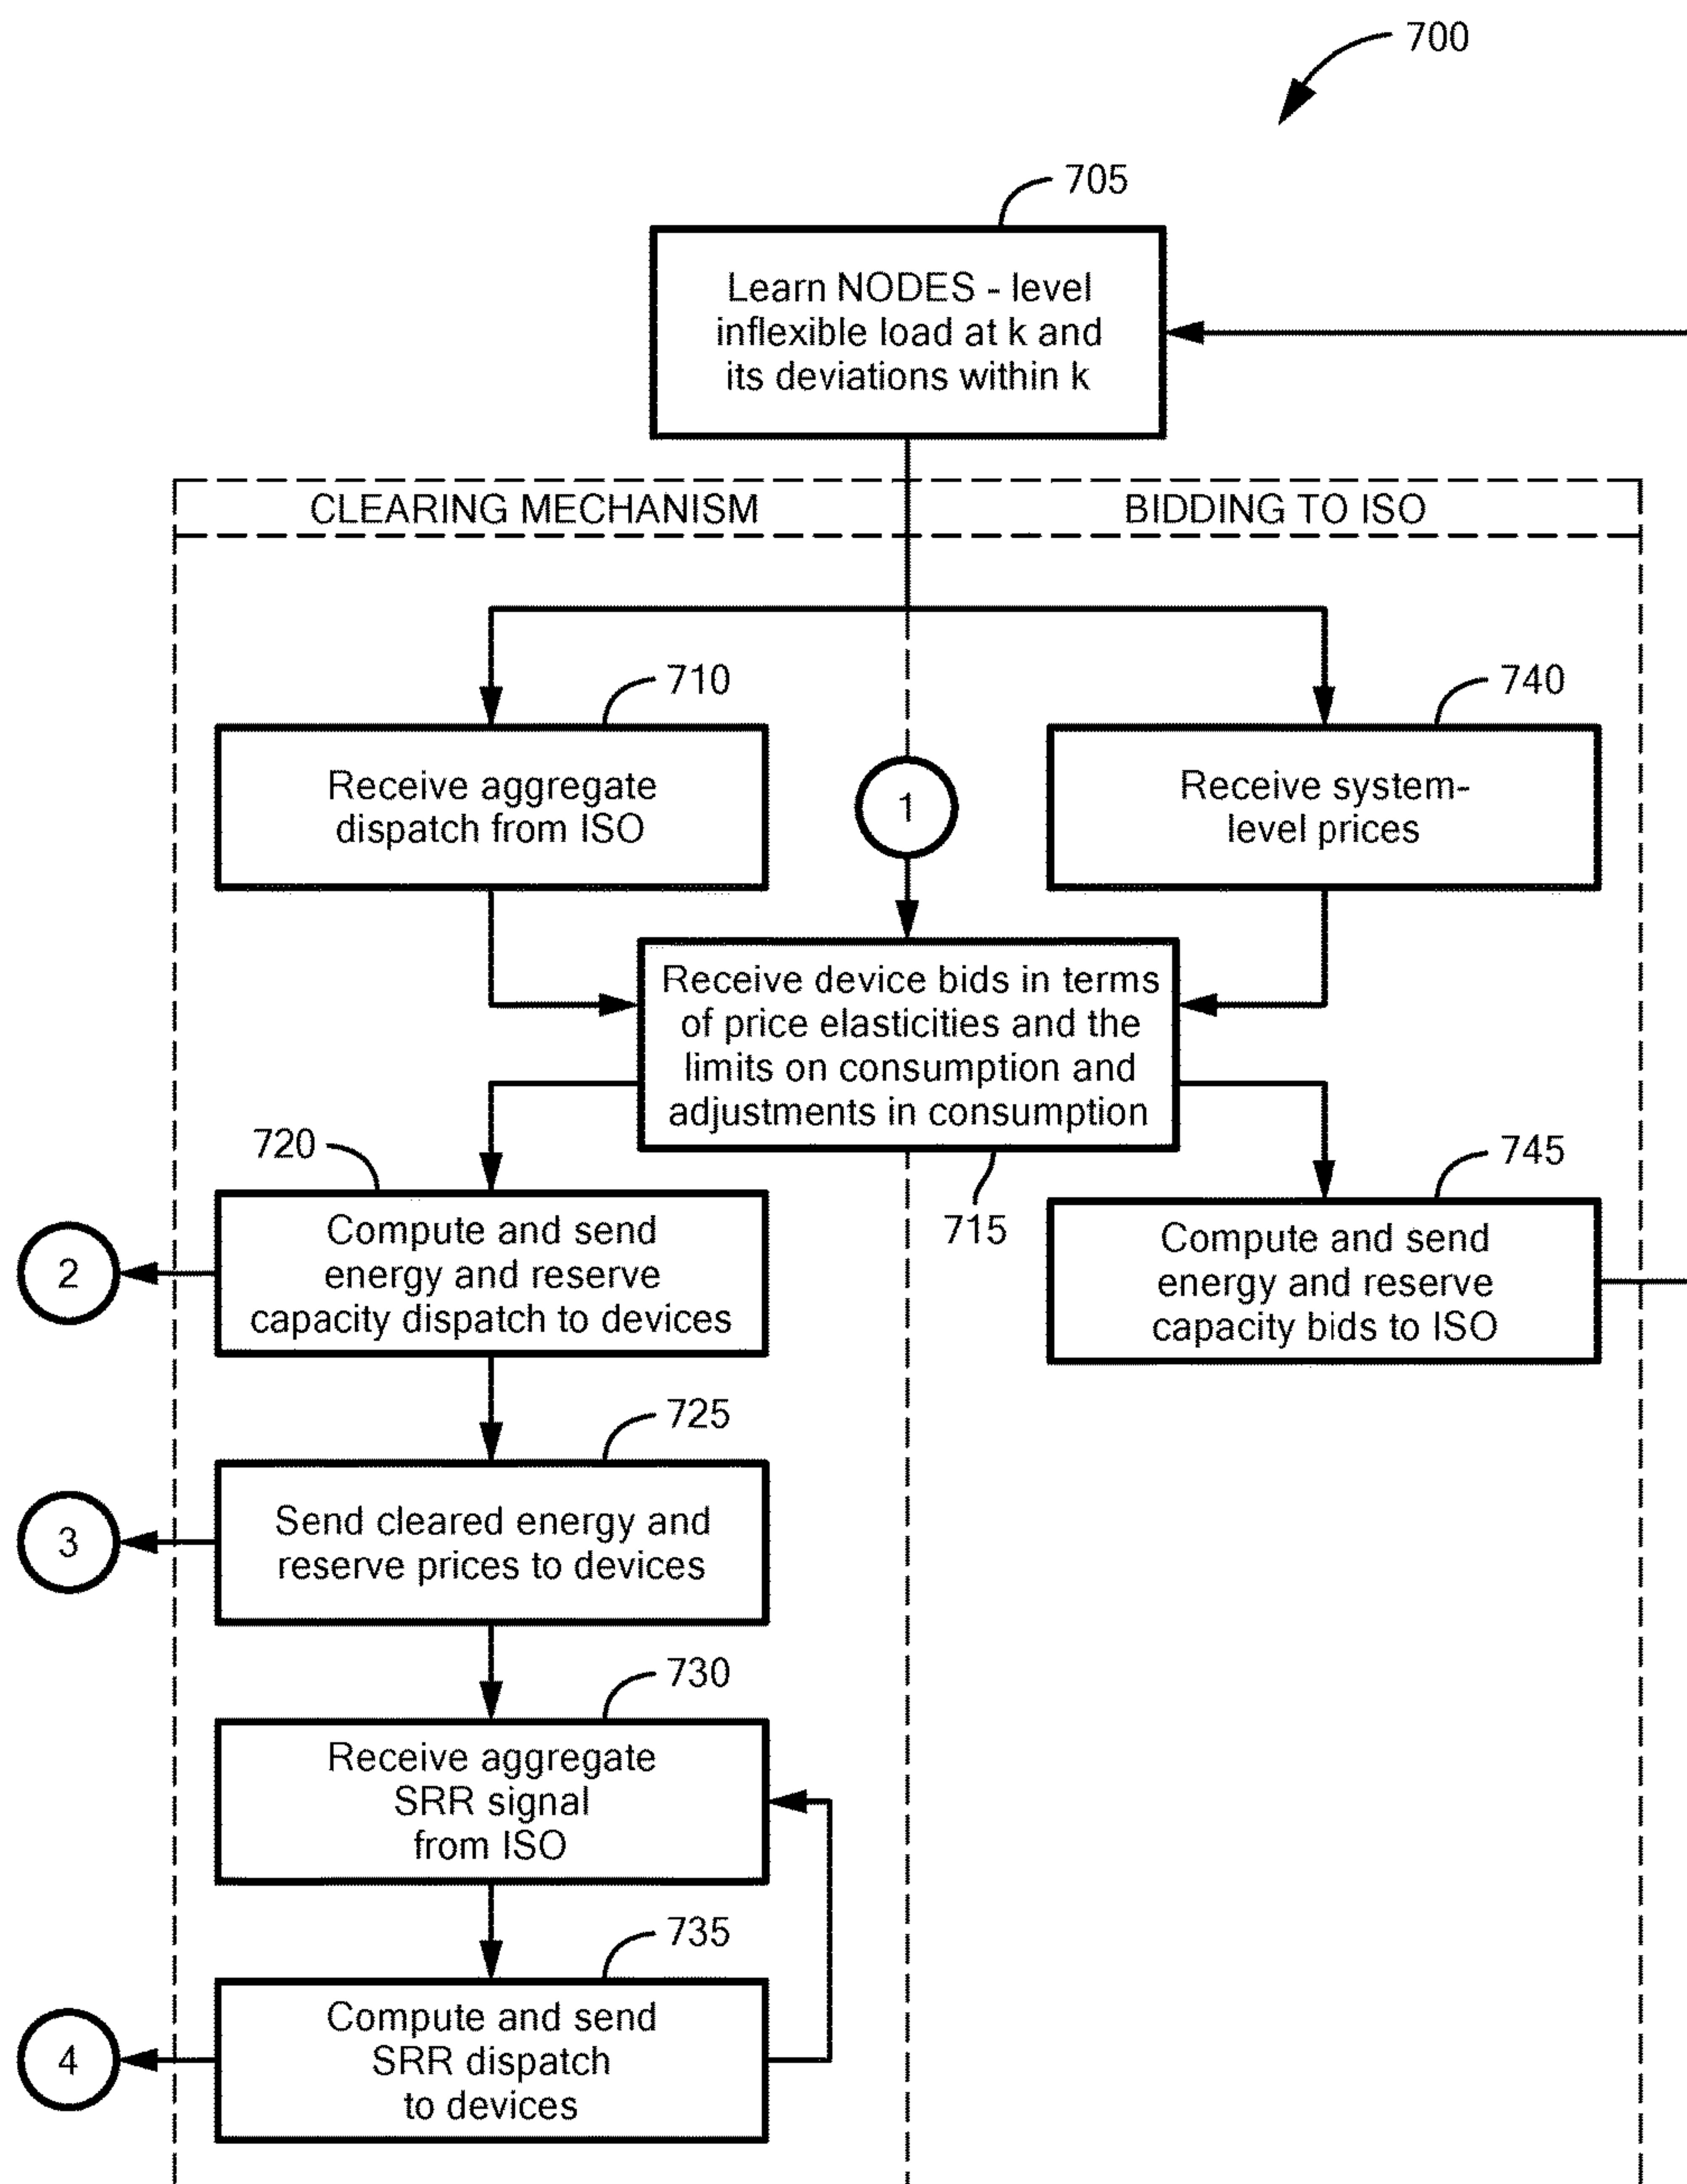 700
705
Learn NODES - level
inflexible load at k and
its deviations within k
CLEARING MECHANISM
BIDDING TO ISO
710
740
Receive aggregate
dispatch from ISO
1
Receive system-
level prices
Receive device bids in terms
of price elasticities and the
limits on consumption and
adjustments in consumption
720
715
745
2
Compute and send
energy and reserve
capacity dispatch to devices
Compute and send
energy and reserve
capacity bids to ISO
725
3
Send cleared energy and
reserve prices to devices
730
Receive aggregate
SRR signal
from ISO
735
4
Compute and send
SRR dispatch
to devices